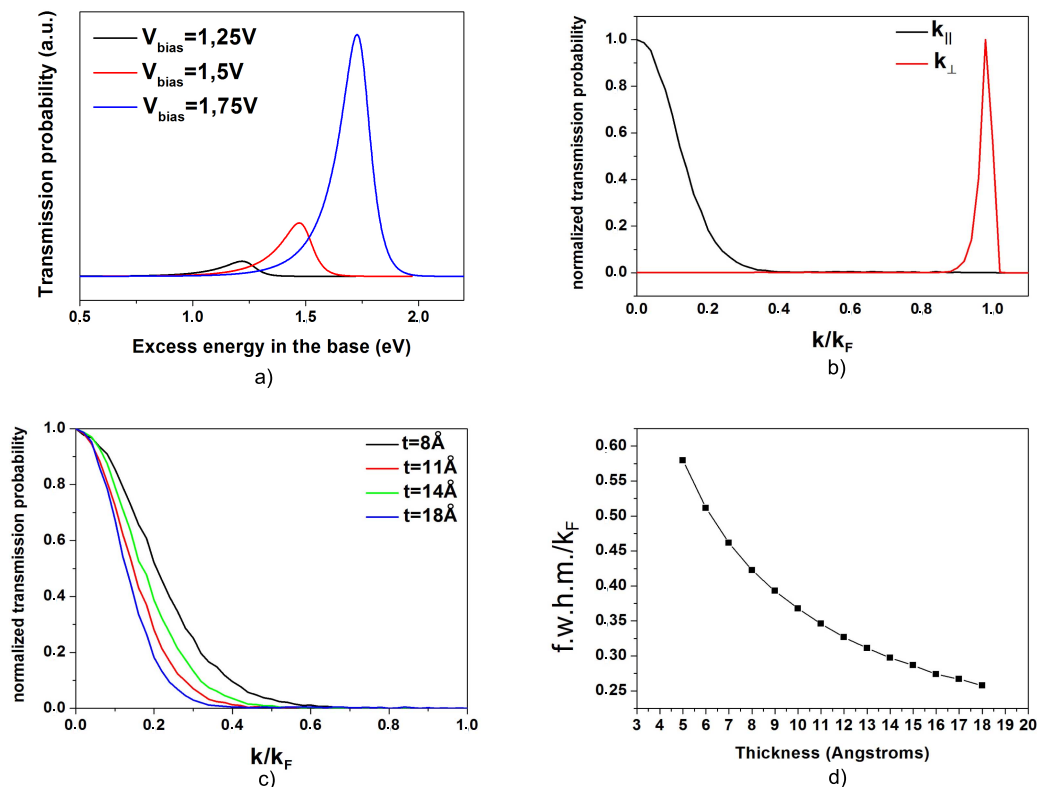 Transmission probability (a.u.)
V_bias=1,25V
V_bias=1,5V
V_bias=1,75V
0.5 1.0 1.5 2.0
Excess energy in the base (eV)
a)
normalized transmission probability
1.0
0.8
0.6
0.4
0.2
0.0
k_||
k_⊥
0.0 0.2 0.4 0.6 0.8 1.0
k/k_F
b)
normalized transmission probability
1.0
0.8
0.6
0.4
0.2
0.0
t=8Å
t=11Å
t=14Å
t=18Å
0.0 0.2 0.4 0.6 0.8 1.0
k/k_F
c)
f.w.h.m./k_F
0.60
0.55
0.50
0.45
0.40
0.35
0.30
0.25
3 4 5 6 7 8 9 10 11 12 13 14 15 16 17 18 19 20
Thickness (Angstroms)
d)